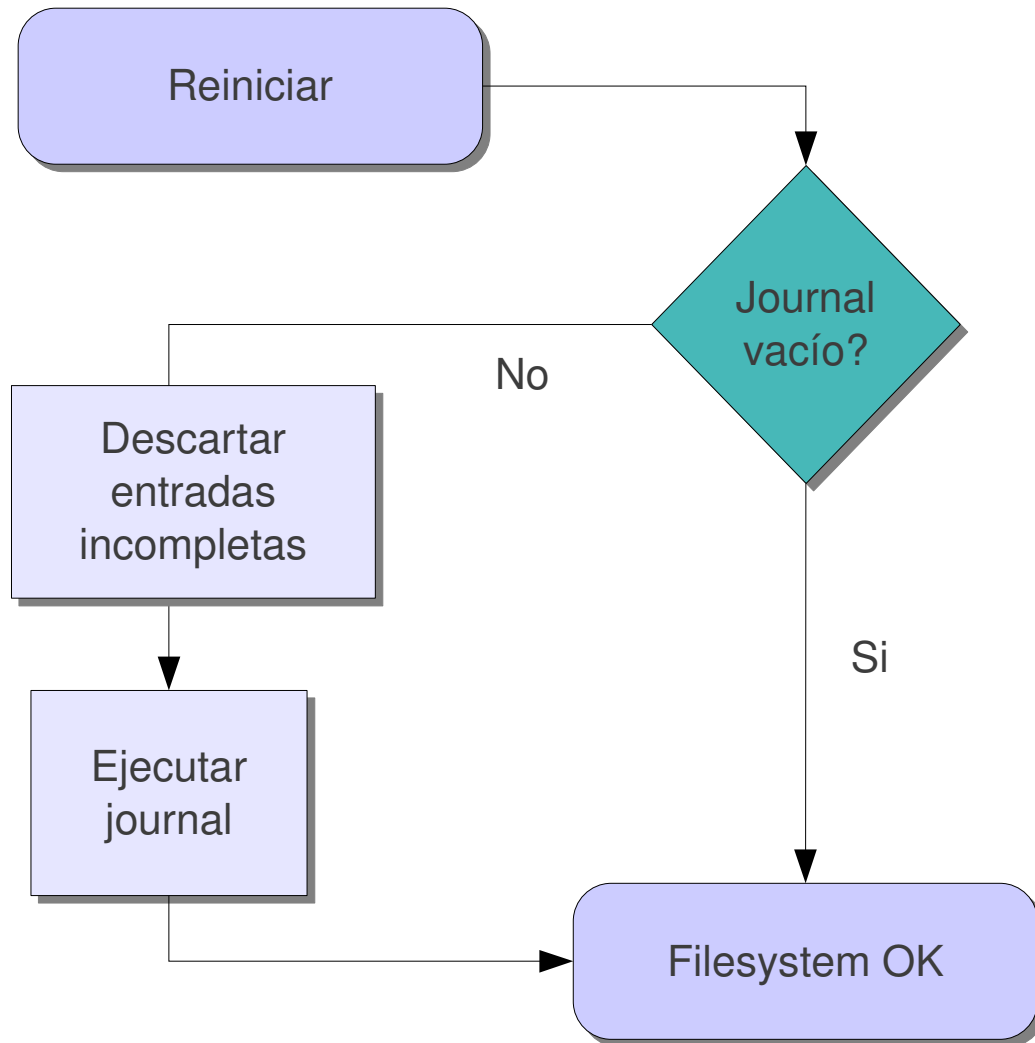 Reiniciar
Journal
vacío?
No
Descartar
entradas
incompletas
Si
Ejecutar
journal
Filesystem OK